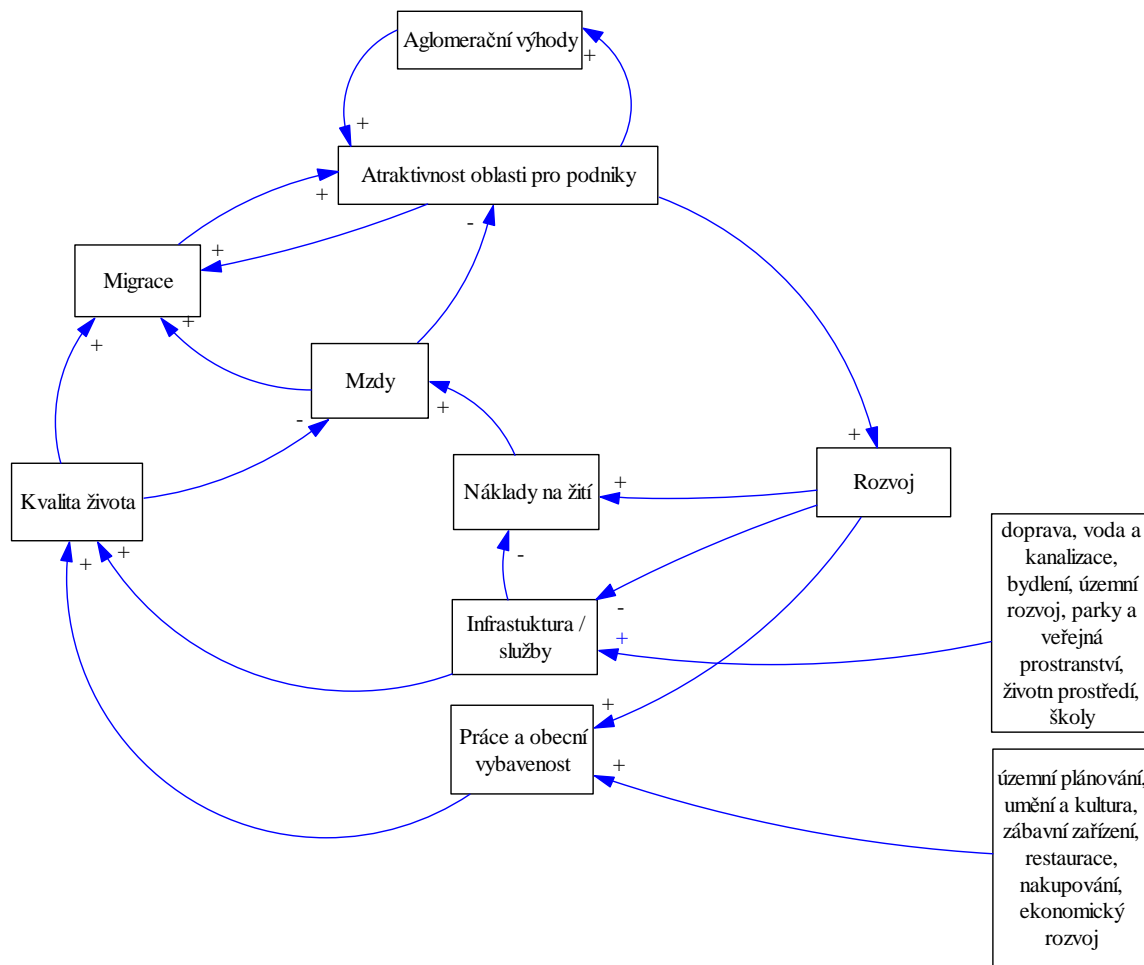 Aglomerační výhody
+
+
Atraktivnost oblasti pro podniky
+
-
+
Migrace
+
+
Mzdy
+
-
+
Kvalita života
Náklady na žití
+
Rozvoj
+
+
-
doprava, voda a
kanalizace,
bydlení, územní
rozvoj, parky a
veřejná
prostranství,
životn prostředí,
školy
Infrastuktura /
služby
-
+
Práce a obecní
vybavenost
+
+
územní plánování,
umění a kultura,
zábavní zařízení,
restaurace,
nakupování,
ekonomický
rozvoj